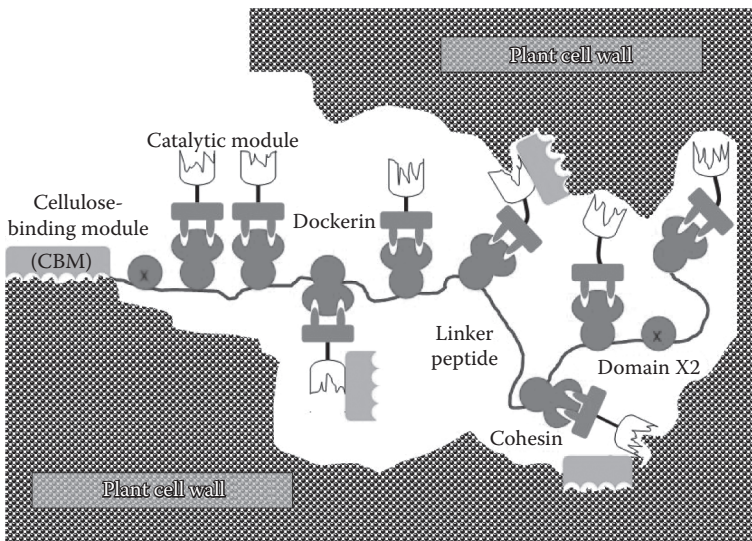 Plant cell wall
Catalytic module
Cellulose-
binding module
(CBM)
Dockerin
X
Linker
peptide
X
Domain X2
Cohesin
Plant cell wall